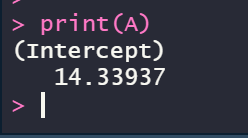 > print(A)
(Intercept)
   14.33937
>